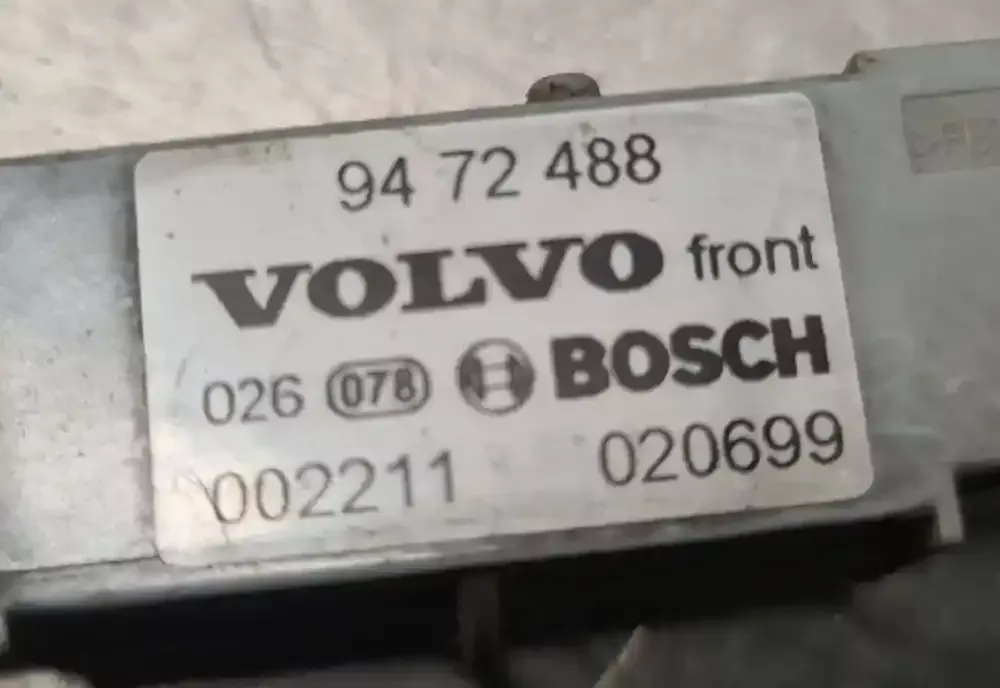 94 72 488
VOLVO front
026 078 BOSCH
002211 020699